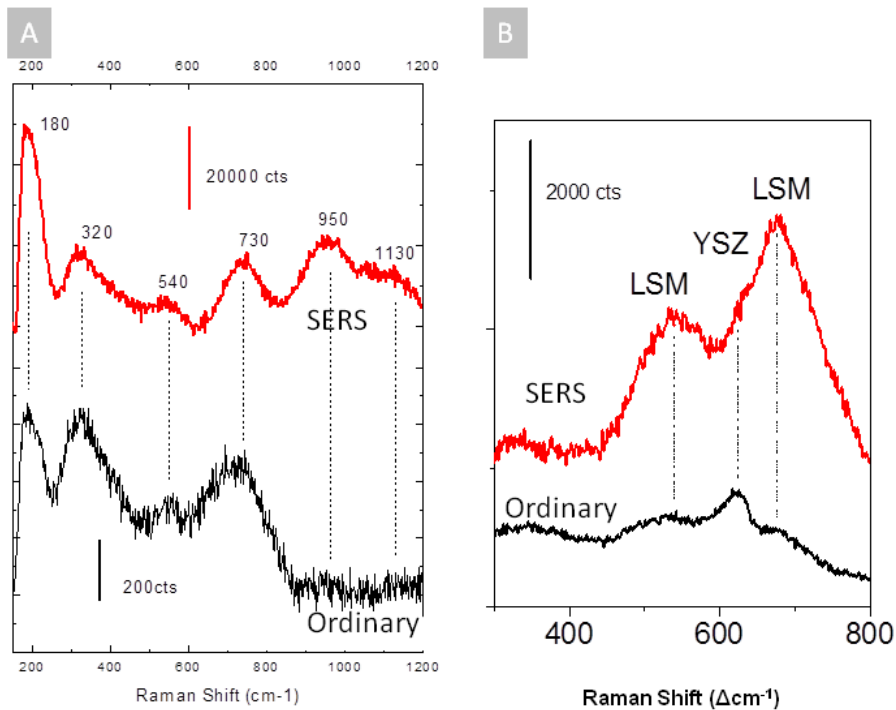 A
200 400 600 800 1000 1200
180
20000 cts
320
540
730
950
1130
SERS
200cts
Ordinary
200 400 600 800 1000 1200
Raman Shift (cm-1)
B
2000 cts
LSM
YSZ
LSM
SERS
Ordinary
400 600 800
Raman Shift (Δcm⁻¹)